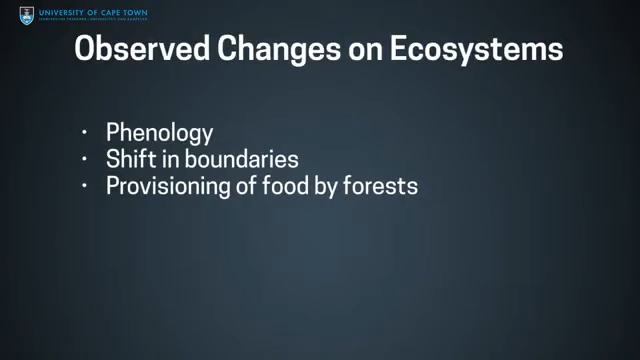 UNIVERSITY OF CAPE TOWN
Observed Changes on Ecosystems
• Phenology
• Shift in boundaries
• Provisioning of food by forests